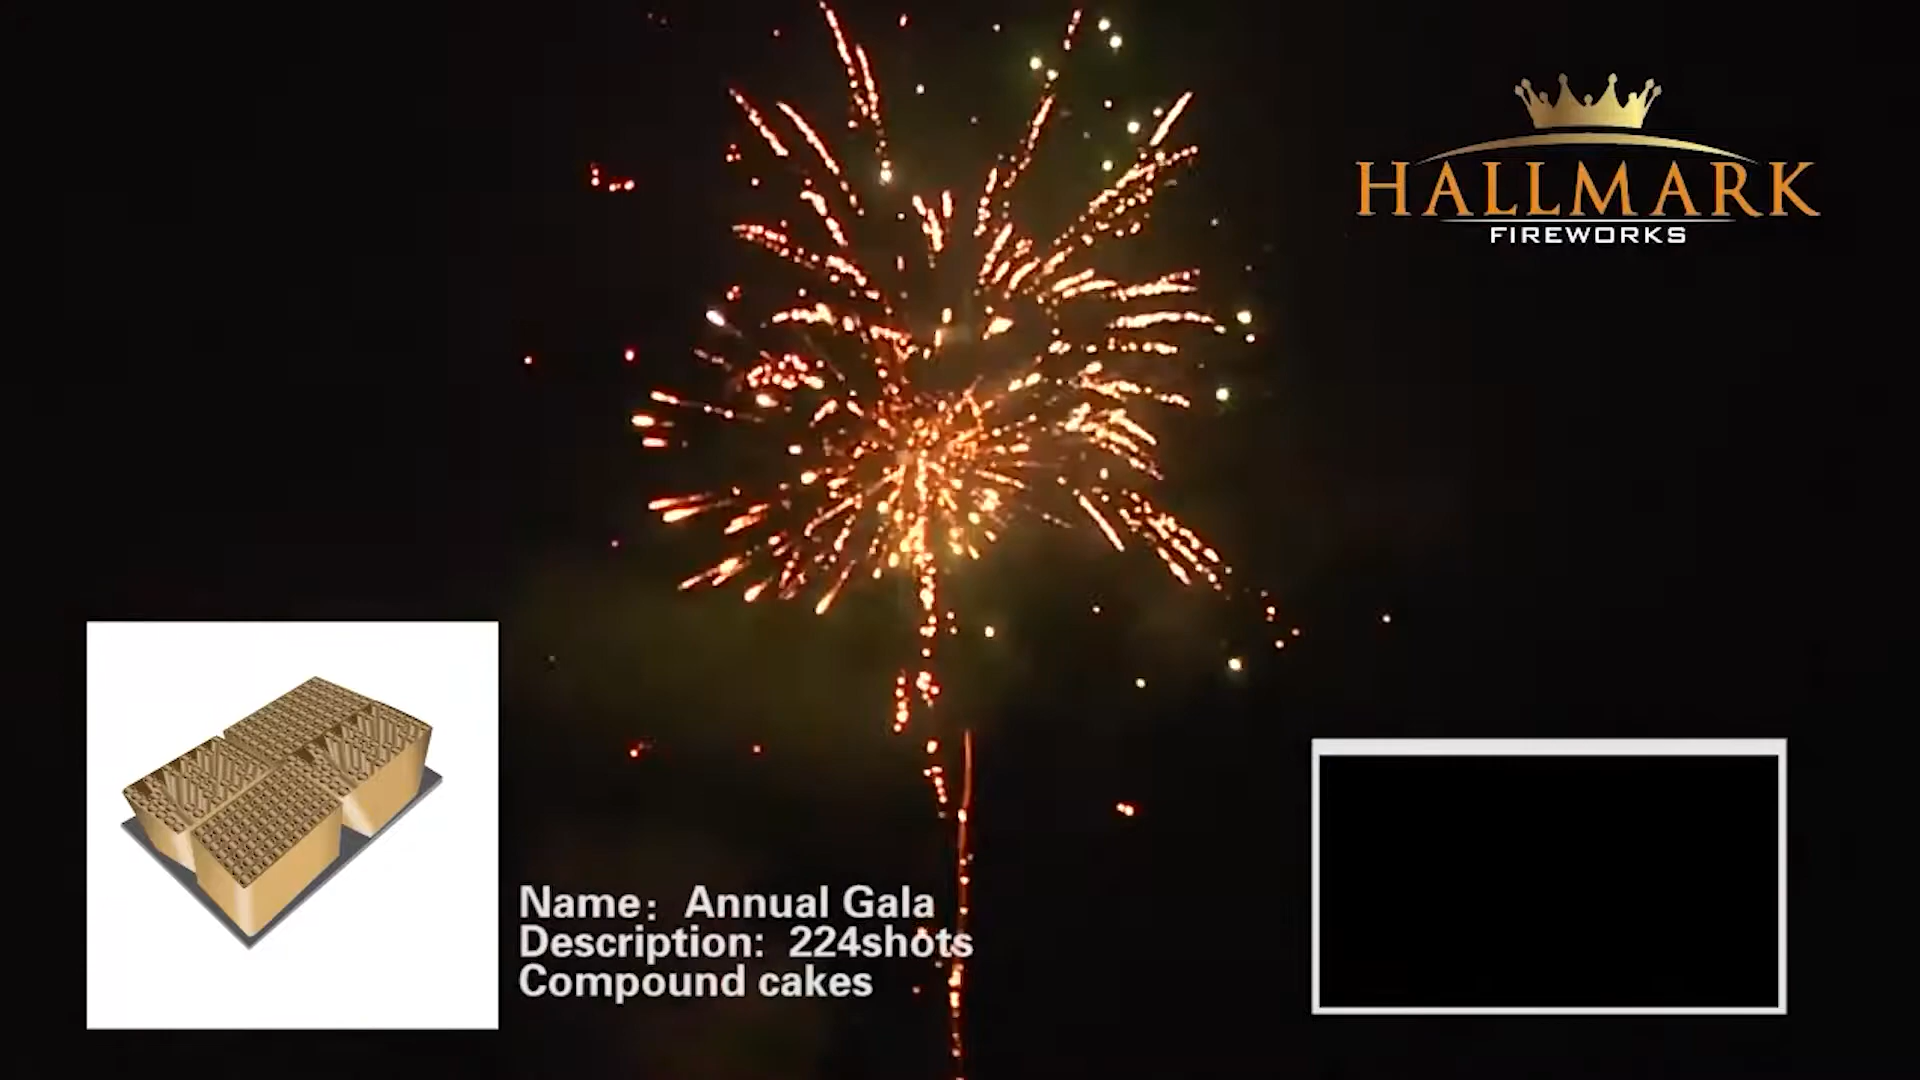 HALLMARK
FIREWORKS
Name： Annual Gala
Description: 224shots
Compound cakes